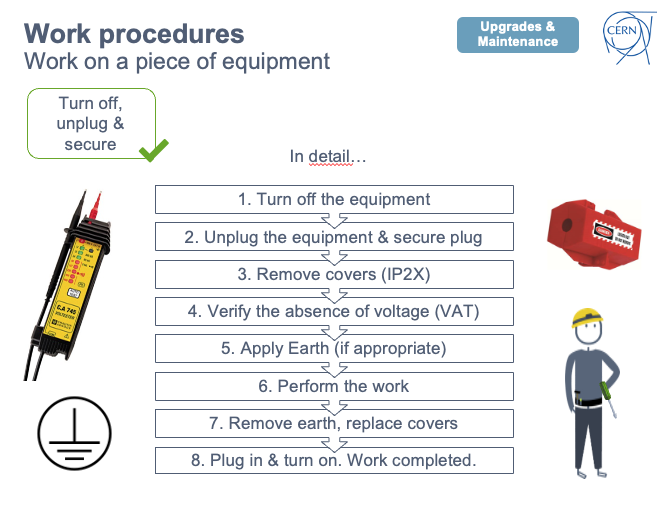 Work procedures
Work on a piece of equipment
Upgrades &
Maintenance
CERN
Turn off,
unplug &
secure
In detail…
1. Turn off the equipment
2. Unplug the equipment & secure plug
3. Remove covers (IP2X)
4. Verify the absence of voltage (VAT)
5. Apply Earth (if appropriate)
6. Perform the work
7. Remove earth, replace covers
8. Plug in & turn on. Work completed.
C.A 745